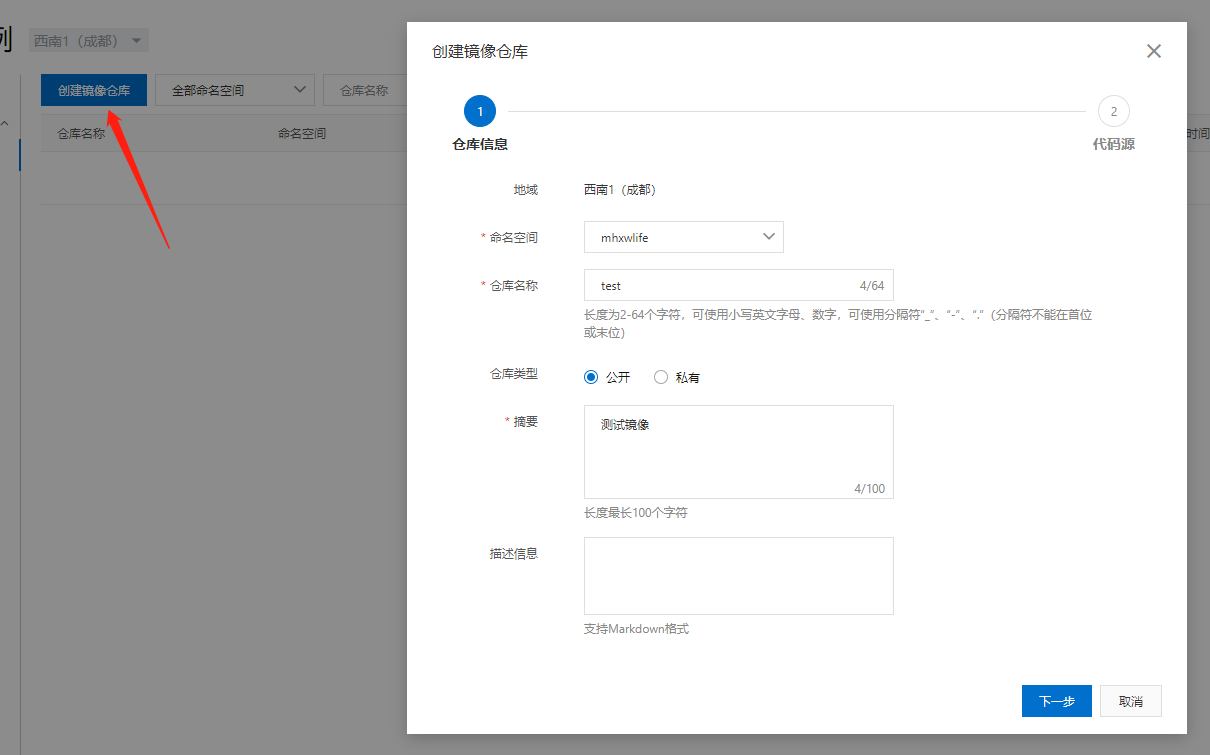 例
西南1（成都）
创建镜像仓库
全部命名空间
仓库名称
仓库名称
命名空间
时间
创建镜像仓库
1
2
仓库信息
代码源
地域
西南1（成都）
* 命名空间
mhxwlife
* 仓库名称
test
4/64
长度为2-64个字符，可使用小写英文字母、数字，可使用分隔符“_”、“-”、“.”（分隔符不能在首位
或末位）
仓库类型
公开
私有
* 摘要
测试镜像
4/100
长度最长100个字符
描述信息
支持Markdown格式
下一步
取消